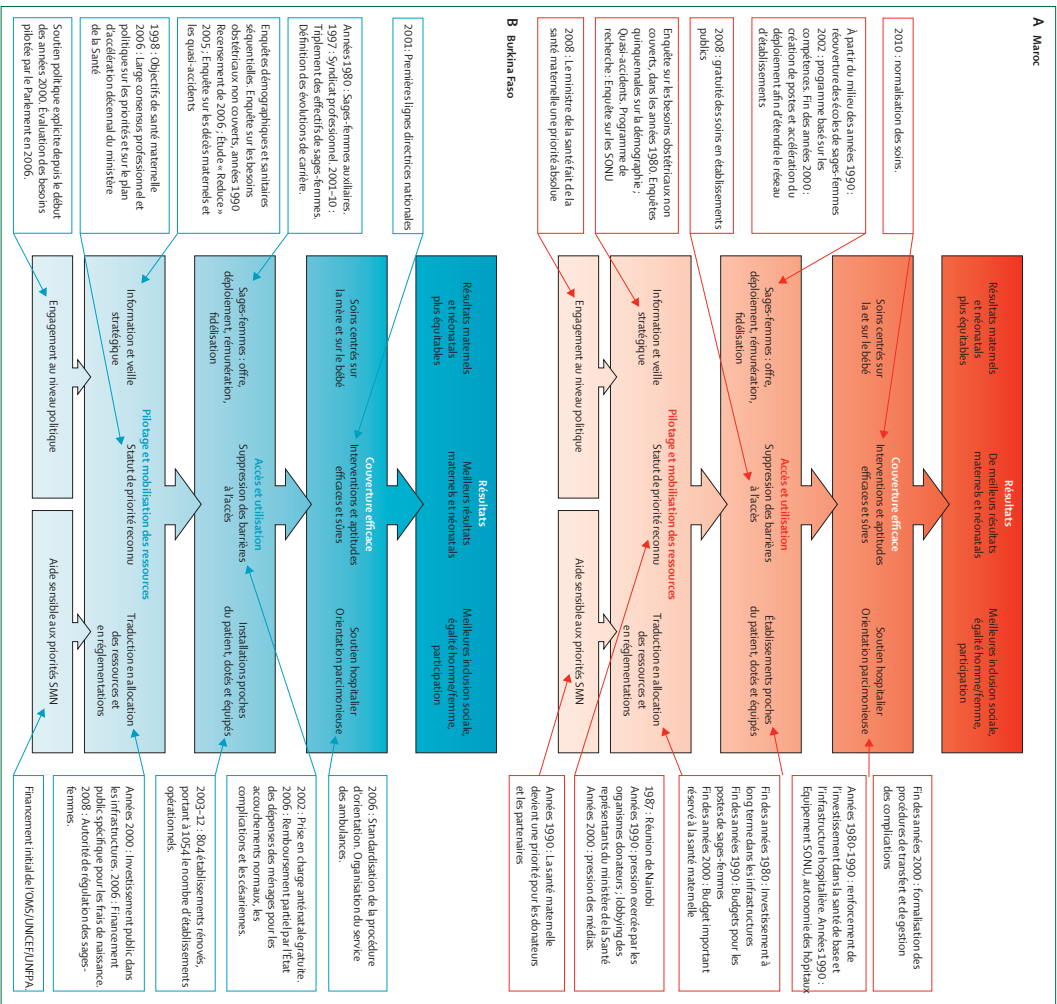 A Maroc
2010 : normalisation des soins.
À partir du milieu des années 1990 :
réouverture des écoles de sages-femmes
2002 : programme basé sur les
compétences. Fin des années 2000 :
création de postes et accélération du
déploiement afin d'étendre le réseau
d'établissements
2008 : gratuité des soins en établissements
publics
Enquête sur les besoins obstétricaux non
couverts, dans les années 1980. Enquêtes
quinquennales sur la démographie ;
Quasi-accidents. Programme de
recherche : Enquête sur les SONU
2008 : Le ministre de la santé fait de la
santé maternelle une priorité absolue
Résultats
Résultats maternels
et néonatals
plus équitables
De meilleurs résultats
maternels et néonatals
Meilleures inclusion sociale,
égalité homme/femme,
participation
Couverture efficace
Soins centrés sur
la et sur le bébé
Interventions et aptitudes
efficaces et sûres
Soutien hospitalier
Orientation parcimonieuse
Accès et utilisation
Sages-femmes : offre,
déploiement, rémunération,
fidélisation
Suppression des barrières
à l'accès
Établissements proches
du patient, dotés et équipés
Pilotage et mobilisation des ressources
Information et veille
stratégique
Statut de priorité reconnu
Traduction en allocation
des ressources et
en réglementations
Engagement au niveau politique
Aide sensible aux priorités SMN
Fin des années 2000 : formalisation des
procédures de transfert et de gestion
des complications
Années 1980-1990 : renforcement de
l'investissement dans la santé de base et
l'infrastructure hospitalière. Années 1990 :
Equipement SONU, autonomie des hôpitaux
Fin des années 1980 : Investissement à
long terme dans les infrastructures
Fin des années 1990 : Budgets pour les
postes de sages-femmes
Fin des années 2000 : Budget important
réservé à la santé maternelle
1987 : Réunion de Nairobi
Années 1990 : pression exercée par les
organismes donateurs ; lobbying des
représentants du ministère de la Santé
Années 2000 : pression des médias.
Années 1990 : La santé maternelle
devient une priorité pour les donateurs
et les partenaires
B Burkina Faso
2001: Premières lignes directrices nationales
Années 1980 : Sages-femmes auxiliaires.
1997 : Syndicat professionnel. 2001–10 :
Triplement des effectifs de sages-femmes.
Définition des évolutions de carrière.
Enquêtes démographiques et sanitaires
séquentielles. Enquête sur les besoins
obstétricaux non couverts, années 1990
Recensement de 2006 ; Étude « Reduce »
2005 ; Enquête sur les décès maternels et
les quasi-accidents
1998 : Objectifs de santé maternelle
2006 : Large consensus professionnel et
politique sur les priorités et sur le plan
d'accélération décennal du ministère
de la Santé
Soutien politique explicite depuis le début
des années 2000. Évaluation des besoins
pilotée par le Parlement en 2006.
Résultats
Résultats maternels
et néonatals
plus équitables
Meilleurs résultats
maternels et néonatals
Meilleures inclusion sociale,
égalité homme/femme,
participation
Couverture efficace
Soins centrés sur
la mère et sur le bébé
Interventions et aptitudes
efficaces et sûres
Soutien hospitalier
Orientation parcimonieuse
Accès et utilisation
Sages-femmes : offre,
déploiement, rémunération,
fidélisation
Suppression des barrières
à l'accès
Installations proches
du patient, dotés et équipés
Pilotage et mobilisation des ressources
Information et veille
stratégique
Statut de priorité reconnu
Traduction en allocation
des ressources et
en réglementations
Engagement au niveau politique
Aide sensible aux priorités SMN
2006 : Standardisation de la procédure
d'orientation. Organisation du service
des ambulances.
2002 : Prise en charge anténatale gratuite.
2006 : Remboursement partiel par l'État
des dépenses des ménages pour les
accouchements normaux, les
complications et les césariennes.
2003-12 : 804 établissements rénovés,
portant à 1054 le nombre d'établissements
opérationnels.
Années 2000 : Investissement public dans
les infrastructures. 2006 : Financement
public spécifique pour les frais de naissance.
2008 : Autorité de régulation des sages-
femmes.
Financement initial de l'OMS/UNICEF/UNFPA.